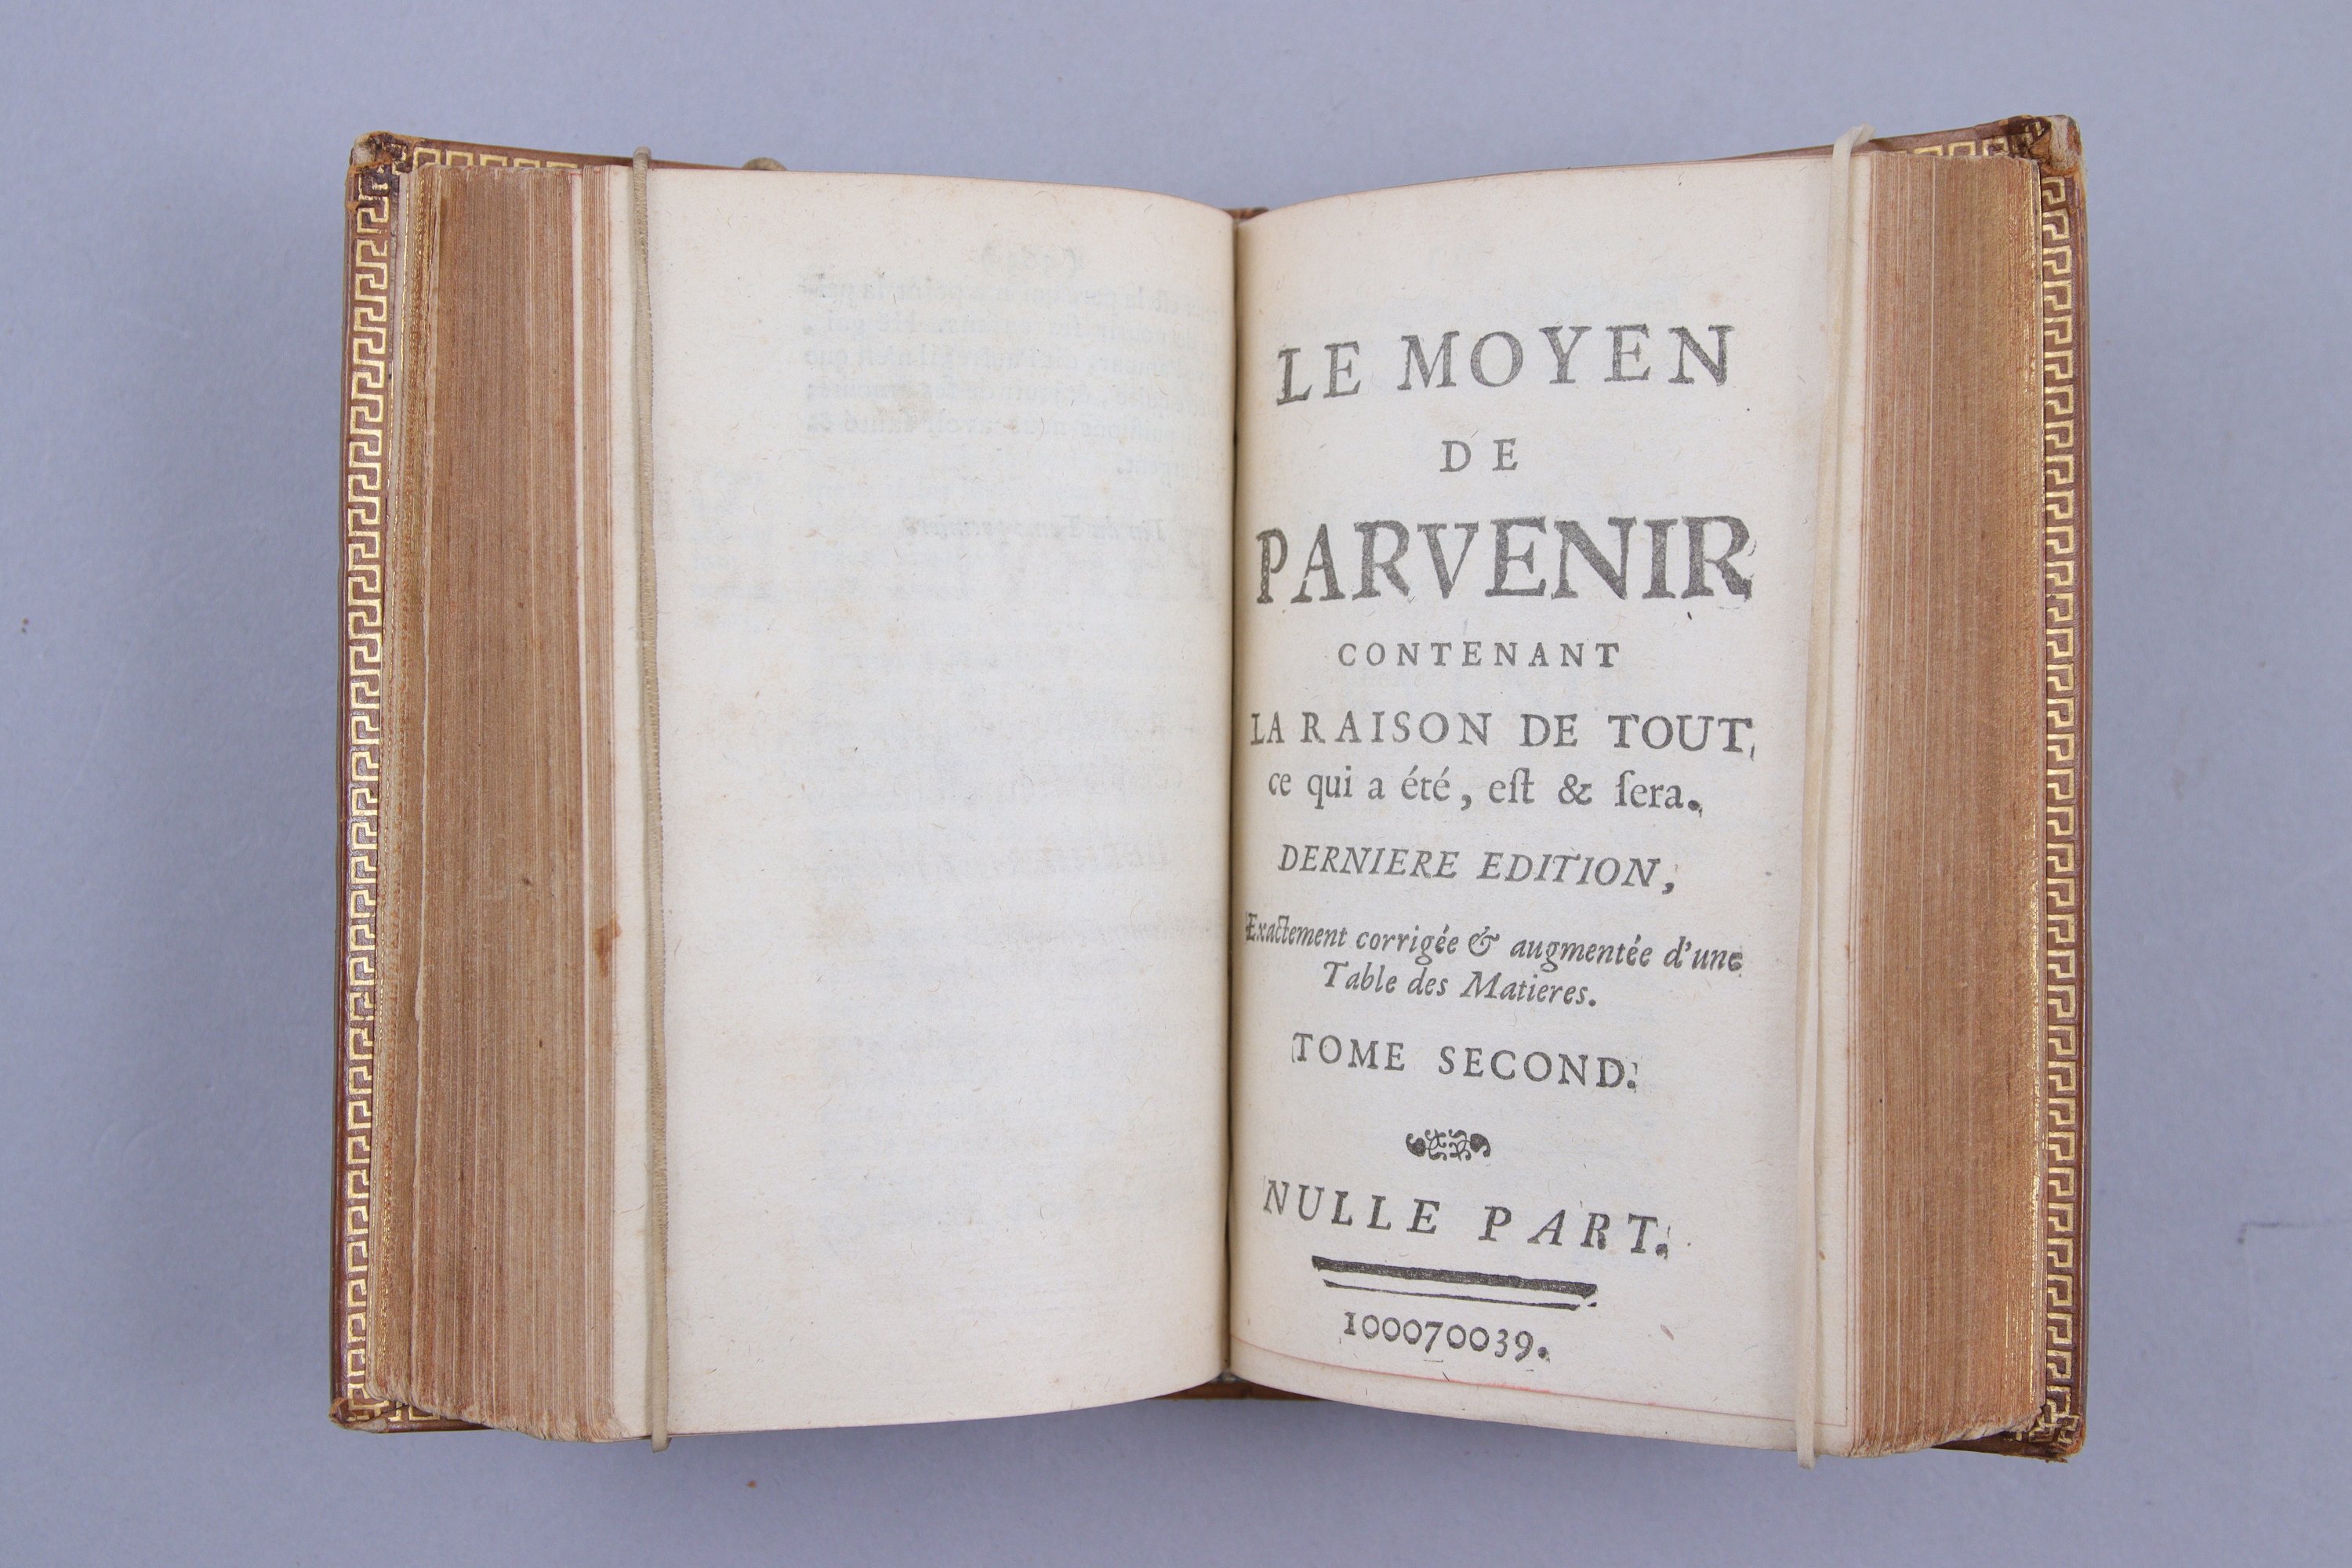 LE MOYEN
DE
PARVENIR
CONTENANT
LA RAISON DE TOUT,
ce qui a été, eſt & ſera.
DERNIERE EDITION,
Exactement corrigée & augmentée d'une
Table des Matieres.
TOME SECOND.
NULLE PART.
100070039.